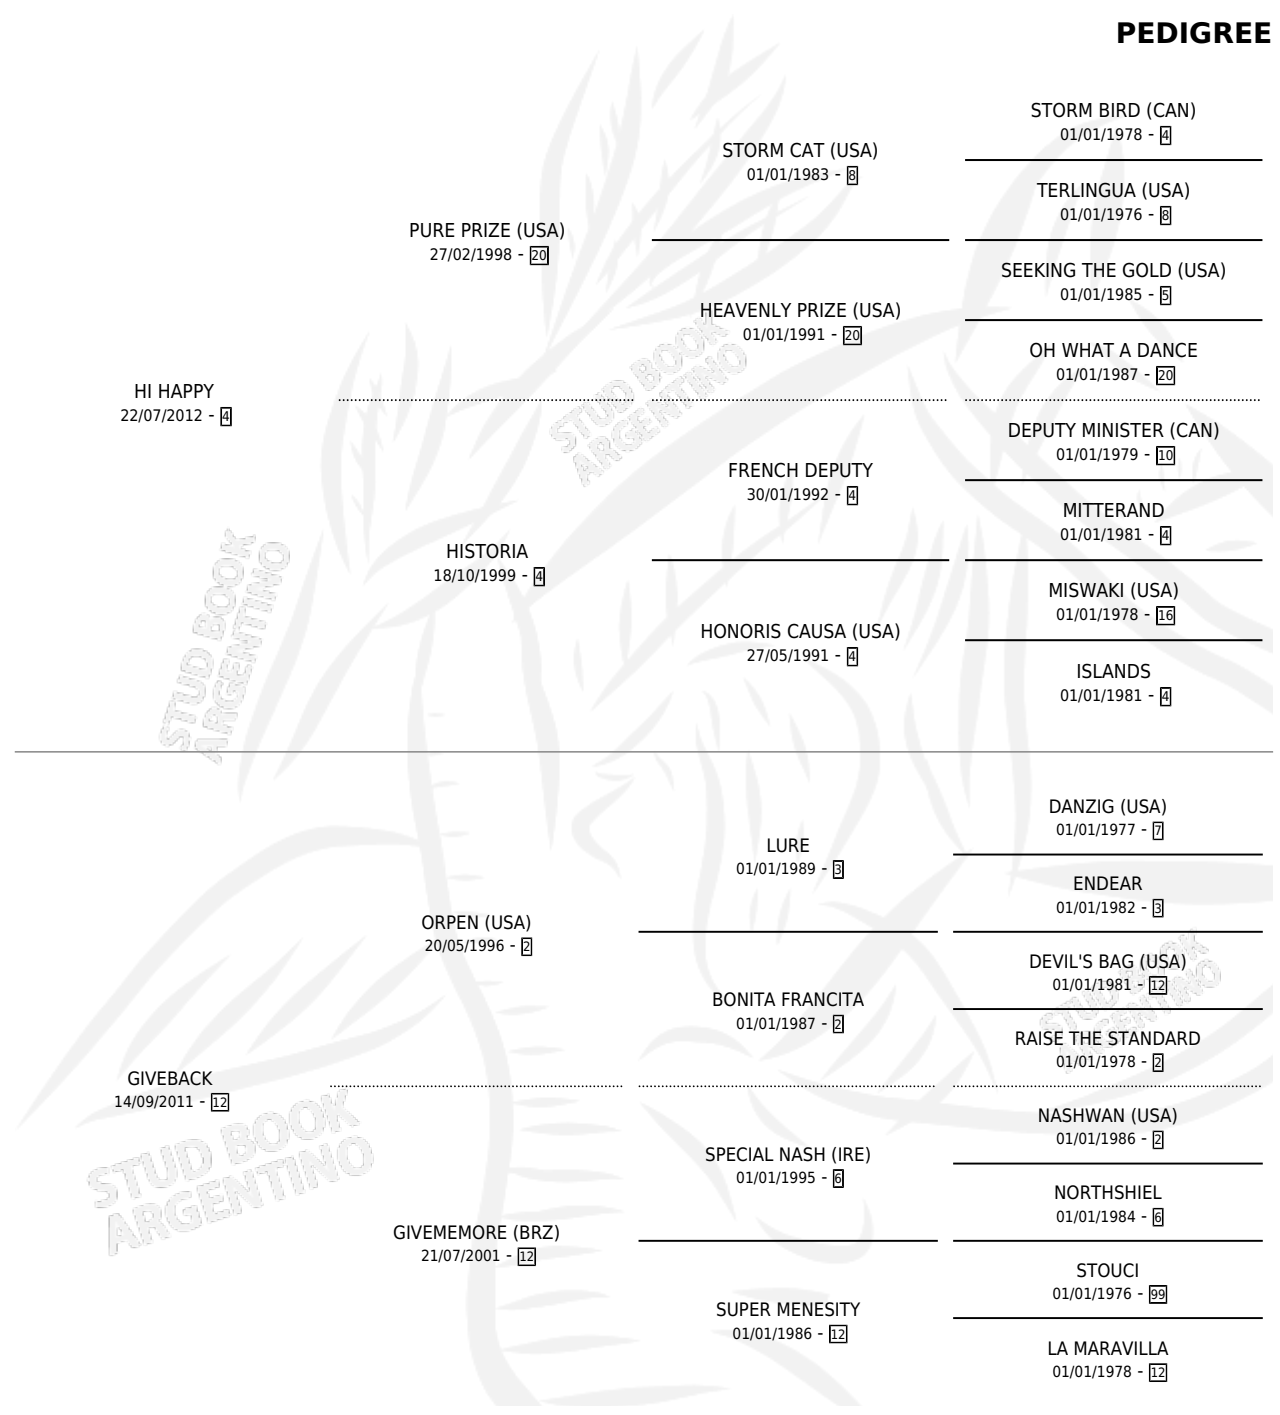 PEDIGREE
STORM BIRD (CAN)
01/01/1978 - 4
STORM CAT (USA)
01/01/1983 - 8
TERLINGUA (USA)
01/01/1976 - 8
PURE PRIZE (USA)
27/02/1998 - 20
SEEKING THE GOLD (USA)
01/01/1985 - 5
HEAVENLY PRIZE (USA)
01/01/1991 - 20
OH WHAT A DANCE
01/01/1987 - 20
HI HAPPY
22/07/2012 - 4
DEPUTY MINISTER (CAN)
01/01/1979 - 10
FRENCH DEPUTY
30/01/1992 - 4
MITTERAND
01/01/1981 - 4
HISTORIA
18/10/1999 - 4
MISWAKI (USA)
01/01/1978 - 16
HONORIS CAUSA (USA)
27/05/1991 - 4
ISLANDS
01/01/1981 - 4
STUD BOOK
ARGENTINO
STUD BOOK
ARGENTINO
DANZIG (USA)
01/01/1977 - 7
LURE
01/01/1989 - 3
ENDEAR
01/01/1982 - 3
ORPEN (USA)
20/05/1996 - 2
DEVIL'S BAG (USA)
01/01/1981 - 12
BONITA FRANCITA
01/01/1987 - 2
RAISE THE STANDARD
01/01/1978 - 2
GIVEBACK
14/09/2011 - 12
NASHWAN (USA)
01/01/1986 - 2
SPECIAL NASH (IRE)
01/01/1995 - 6
NORTHSHIEL
01/01/1984 - 6
GIVEMEMORE (BRZ)
21/07/2001 - 12
STOUCI
01/01/1976 - 99
SUPER MENESITY
01/01/1986 - 12
LA MARAVILLA
01/01/1978 - 12
STUD BOOK
ARGENTINO
STUD BOOK
ARGENTINO